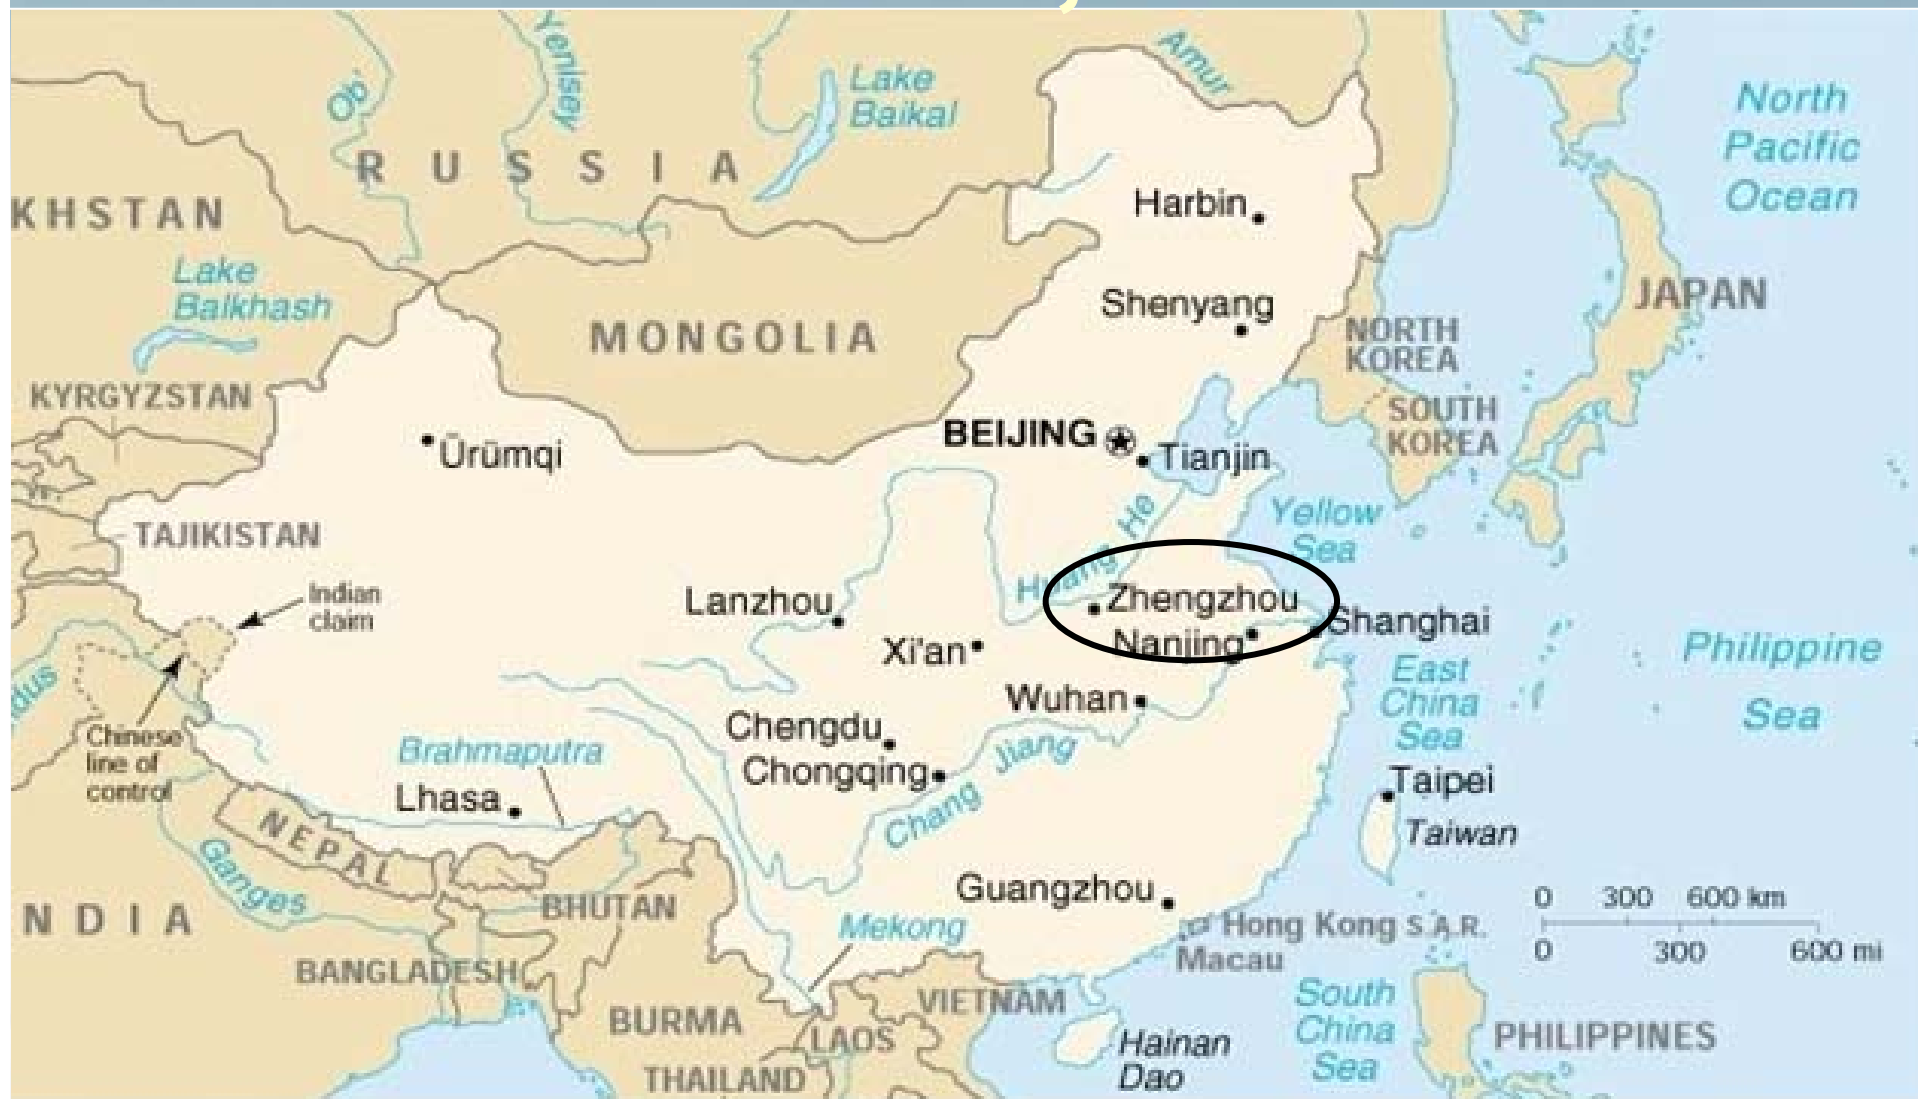 Ob'
Yenisey
Lake
Baikal
Amur
North
Pacific
Ocean
RUSSIA
KHSTAN
Harbin
Lake
Balkhash
Shenyang
JAPAN
MONGOLIA
NORTH
KOREA
KYRGYZSTAN
SOUTH
KOREA
BEIJING
Tianjin
Ürümqi
Huang He
Yellow
Sea
TAJIKISTAN
Indian
claim
Lanzhou
Zhengzhou
Shanghai
Nanjing
Xi'an
Philippine
Sea
East
China
Sea
Wuhan
dus
Chinese
line of
control
Chengdu
Chongqing
Chang Jiang
Brahmaputra
Lhasa
Taipei
Taiwan
NEPAL
Ganges
Guangzhou
0 300 600 km
0 300 600 mi
NDIA
BHUTAN
Mekong
Hong Kong S.A.R.
Macau
BANGLADESH
VIETNAM
South
China
Sea
BURMA
LAOS
PHILIPPINES
Hainan
Dao
THAILAND